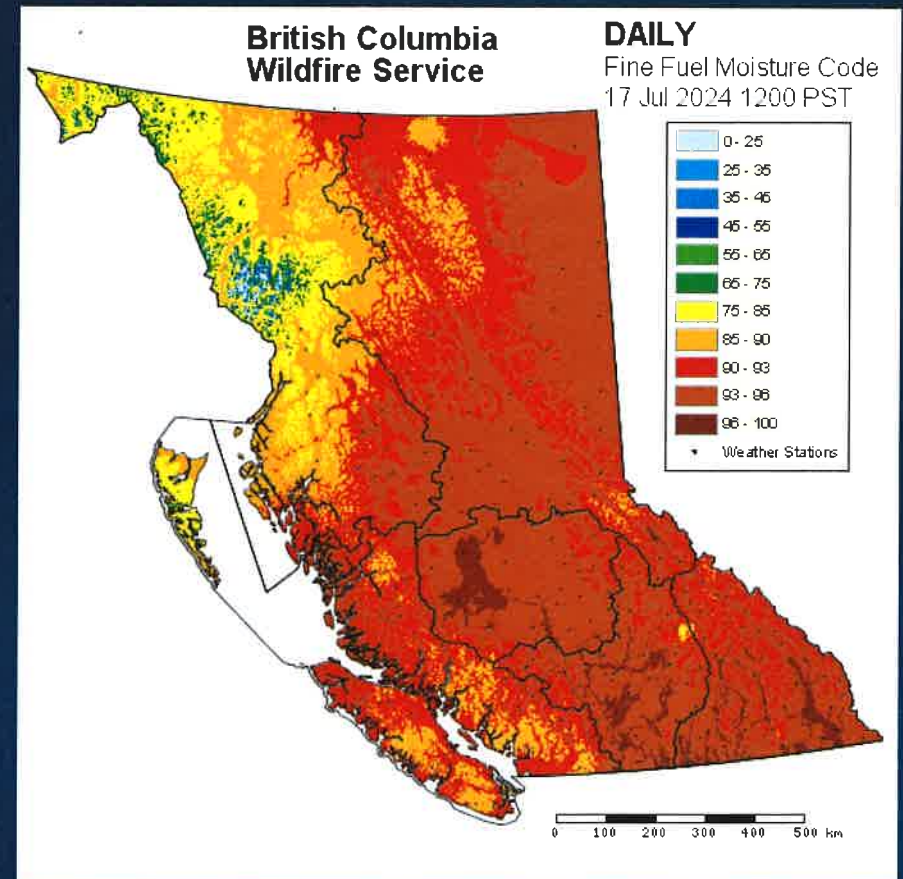 British Columbia
Wildfire Service
DAILY
Fine Fuel Moisture Code
17 Jul 2024 1200 PST
0 - 25
25 - 35
35 - 45
45 - 55
55 - 65
65 - 75
75 - 85
85 - 90
90 - 93
93 - 96
96 - 100
Weather Stations
0 100 200 300 400 500 km